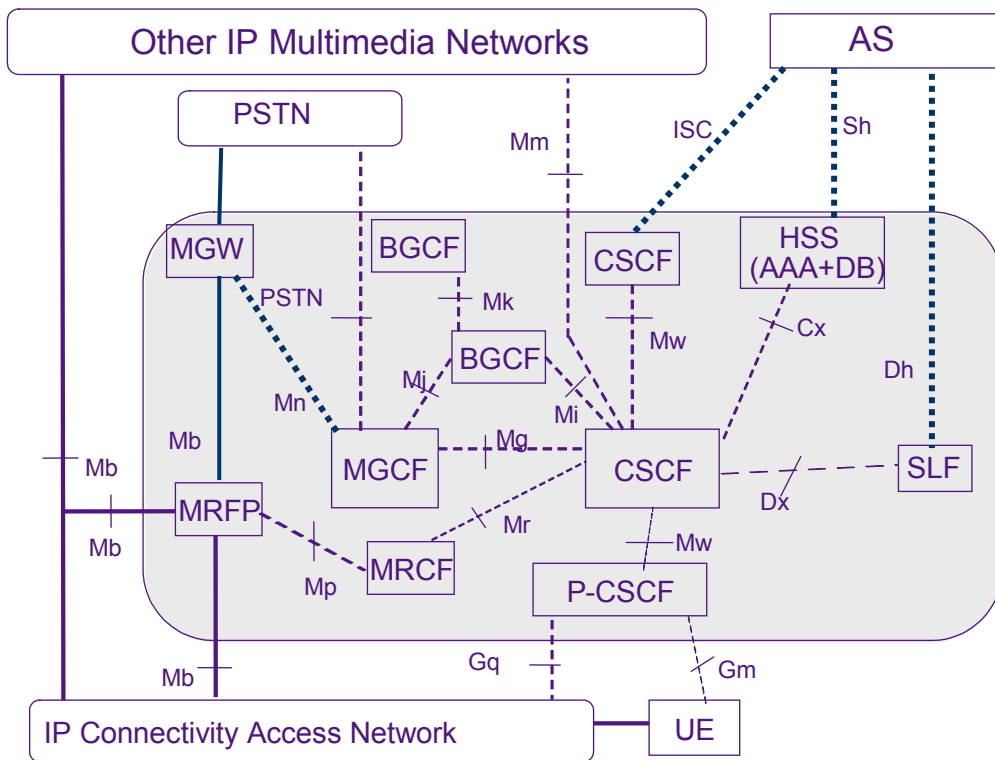 Other IP Multimedia Networks
AS
PSTN
ISC
Sh
Mm
MGW
BGCF
CSCF
HSS
(AAA+DB)
PSTN
Mk
Mw
Cx
BGCF
Mj
Mi
Dh
Mn
Mb
Mg
MGCF
CSCF
SLF
Mb
Dx
MRFP
Mb
Mr
Mw
Mp
MRCF
P-CSCF
Mb
Gq
Gm
IP Connectivity Access Network
UE